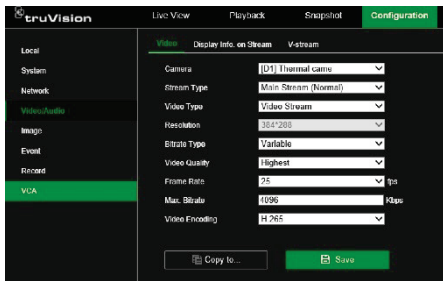 truVision Live View Playback Snapshot Configuration
Video Display Info. on Stream V-stream
Local
System
Network
Video/Audio
Image
Event
Record
VCA
Camera [D1] Thermal came
Stream Type Main Stream (Normal)
Video Type Video Stream
Resolution 384*288
Bitrate Type Variable
Video Quality Highest
Frame Rate 25 fps
Max. Bitrate 4096 Kbps
Video Encoding H.265
Copy to... Save